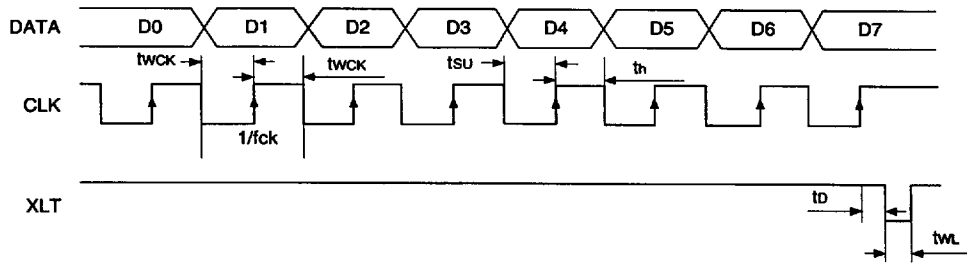 DATA D0 D1 D2 D3 D4 D5 D6 D7
tWCK tWCK tSU th
CLK
1/fck
XLT
tD
tWL